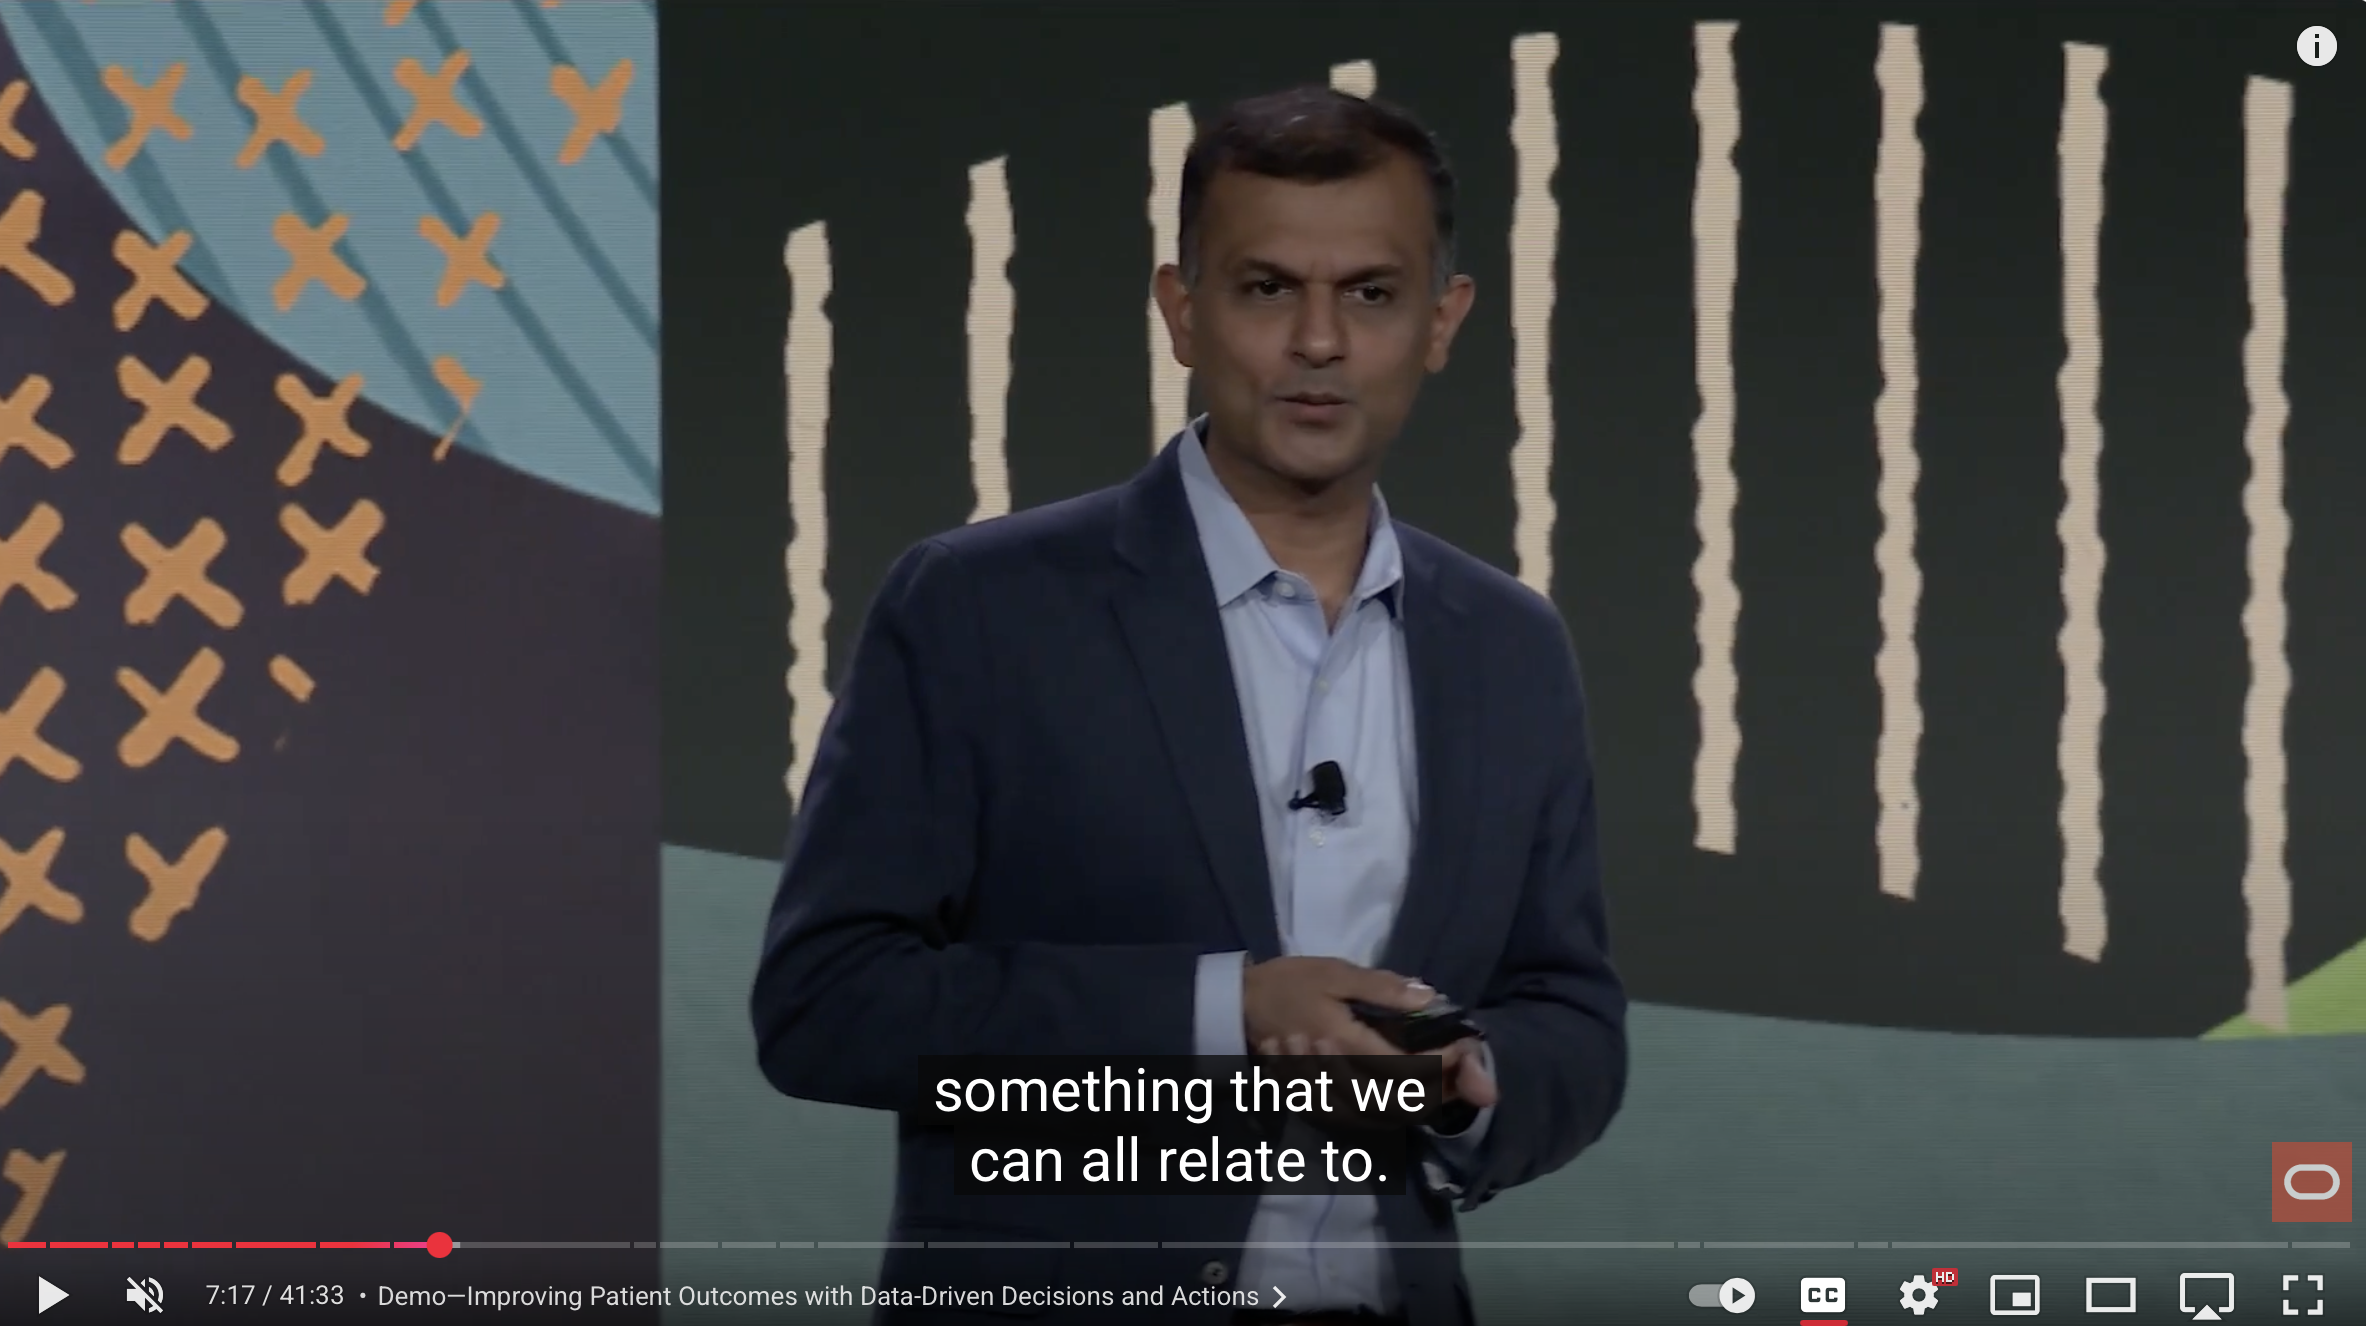 something that we
can all relate to.
7:17 / 41:33 • Demo—Improving Patient Outcomes with Data-Driven Decisions and Actions
CC
HD